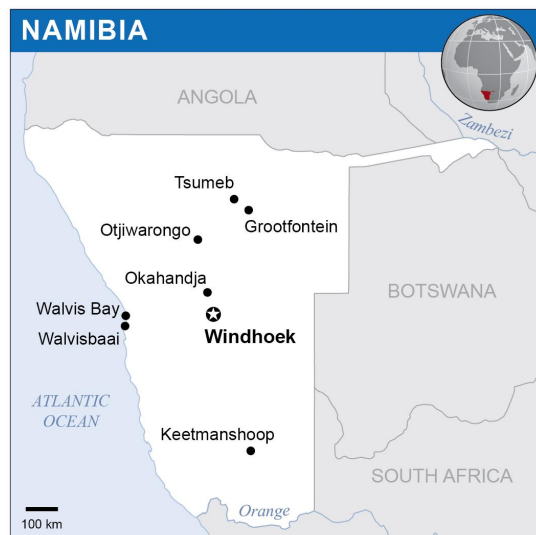 NAMIBIA
ANGOLA
Zambezi
Tsumeb
Grootfontein
Otjiwarongo
Okahandja
BOTSWANA
Walvis Bay
Walvisbaai
Windhoek
ATLANTIC
OCEAN
Keetmanshoop
SOUTH AFRICA
Orange
100 km